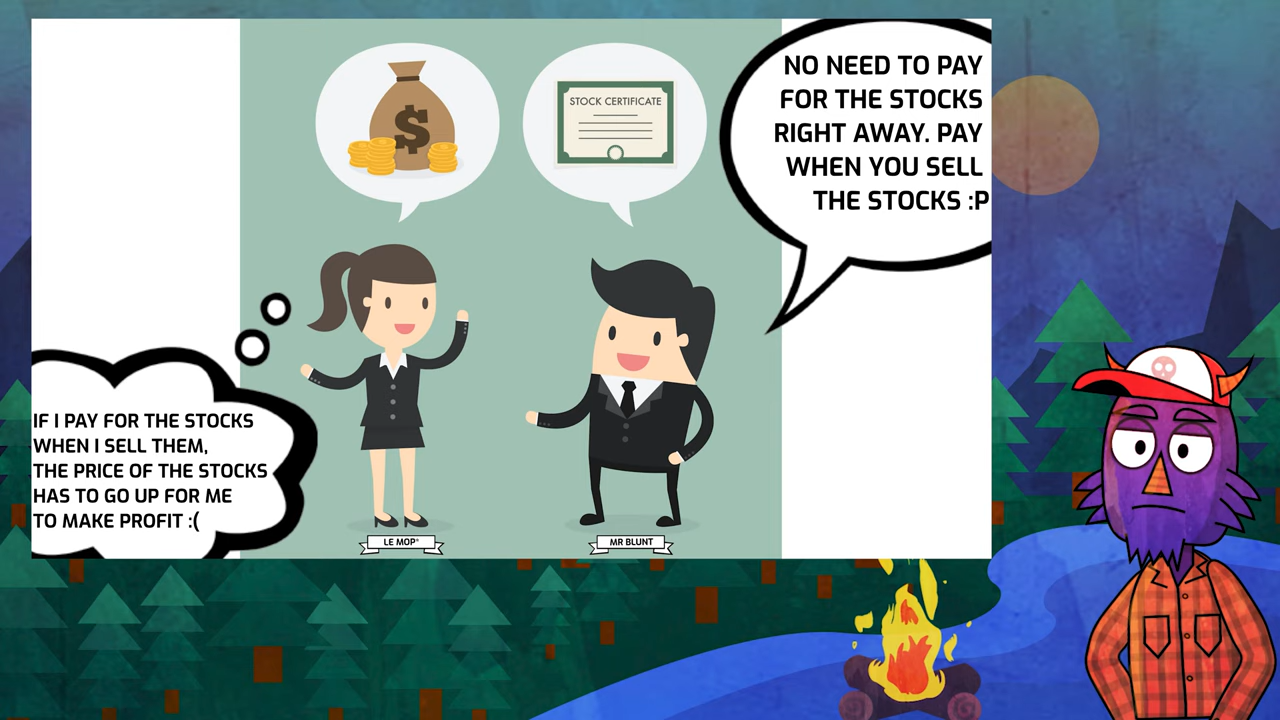 $
STOCK CERTIFICATE
NO NEED TO PAY
FOR THE STOCKS
RIGHT AWAY. PAY
WHEN YOU SELL
THE STOCKS :P
IF I PAY FOR THE STOCKS
WHEN I SELL THEM,
THE PRICE OF THE STOCKS
HAS TO GO UP FOR ME
TO MAKE PROFIT :(
LE MOP°
MR BLUNT